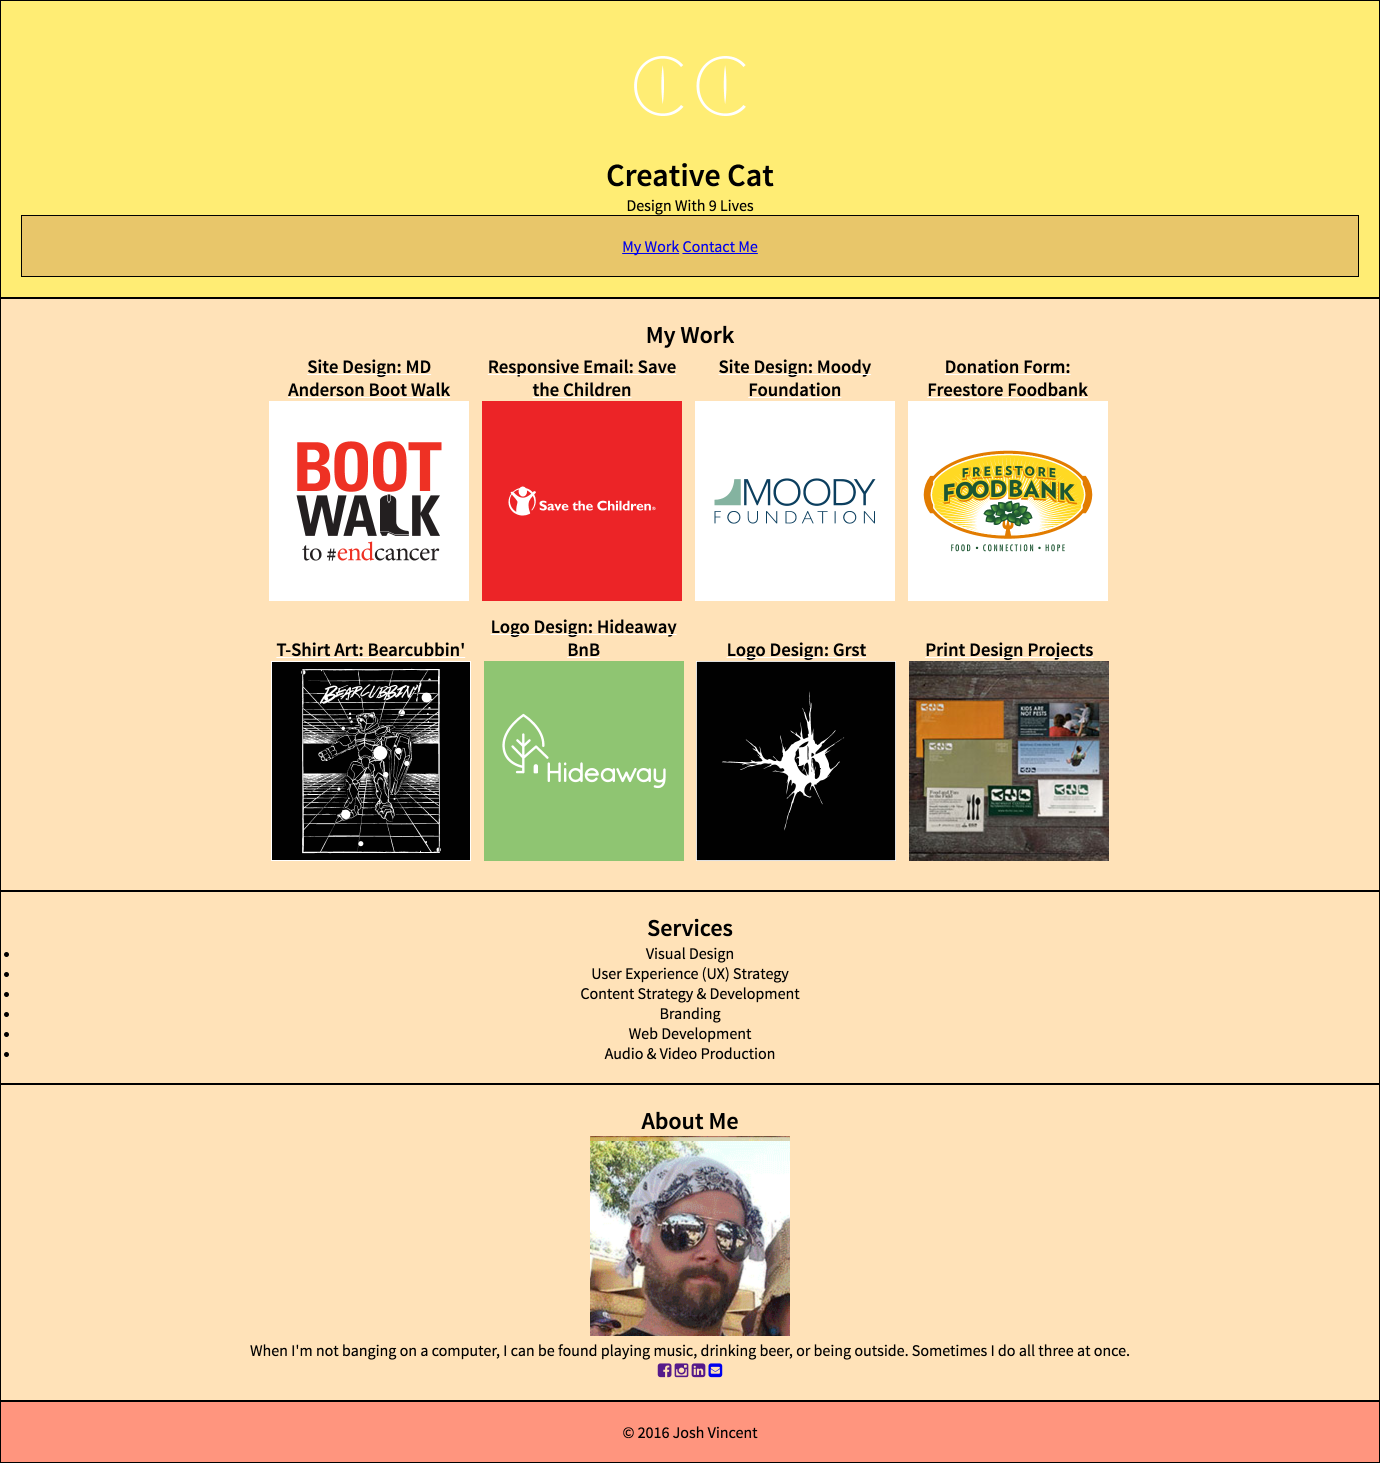 CC
Creative Cat
Design With 9 Lives
My Work Contact Me
My Work
Site Design: MD
Anderson Boot Walk
Responsive Email: Save
the Children
Site Design: Moody
Foundation
Donation Form:
Freestore Foodbank
BOOT
WALK
to #endcancer
Save the Children®
MOODY
FOUNDATION
FREESTORE
FOODBANK
FOOD • CONNECTION • HOPE
T-Shirt Art: Bearcubbin'
Logo Design: Hideaway
BnB
Logo Design: Grst
Print Design Projects
BEARCUBBIN'!
Hideaway
G
KIDS ARE
NOT PESTS
Services
• Visual Design
• User Experience (UX) Strategy
• Content Strategy & Development
• Branding
• Web Development
• Audio & Video Production
About Me
When I'm not banging on a computer, I can be found playing music, drinking beer, or being outside. Sometimes I do all three at once.
© 2016 Josh Vincent